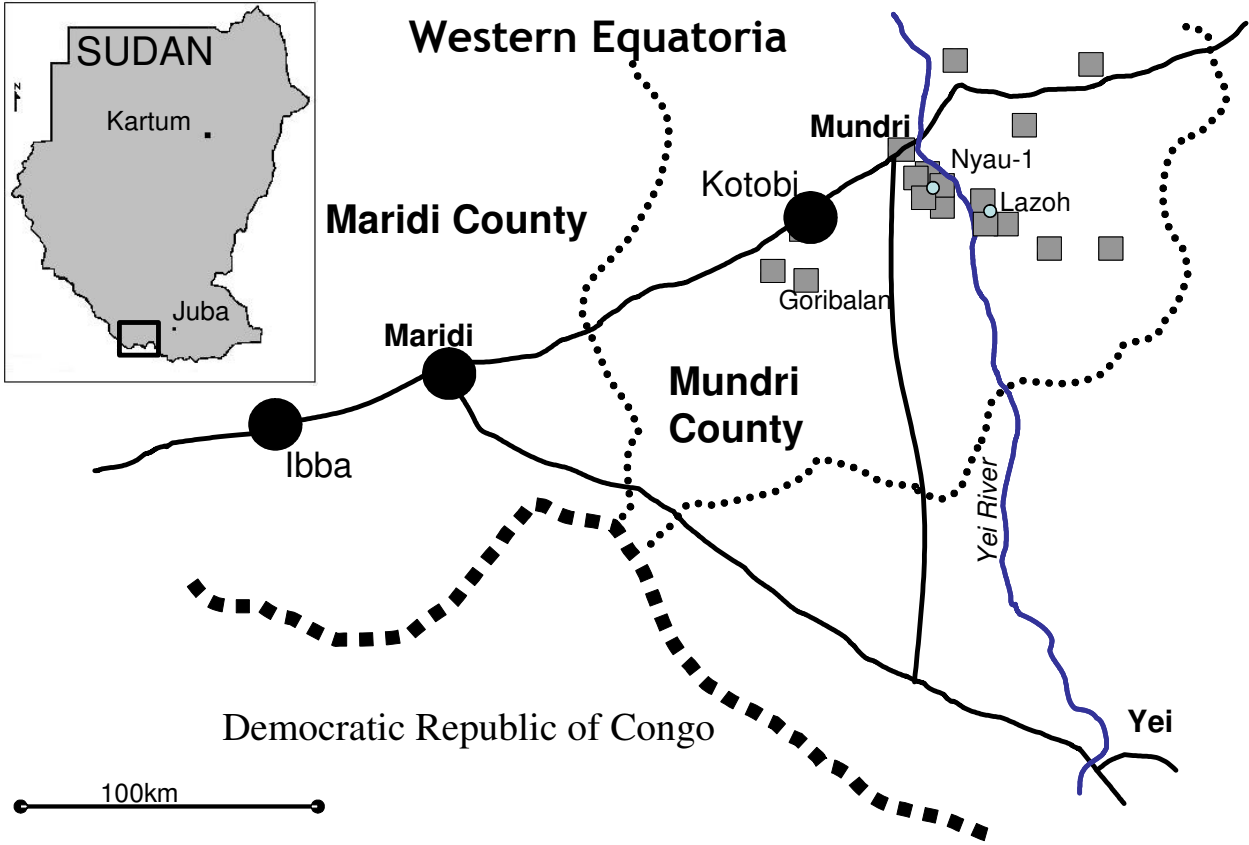 SUDAN
N
Kartum
Juba
Western Equatoria
Mundri
Nyau-1
Kotobi
Lazoh
Maridi County
Goribalan
Maridi
Mundri
County
Ibba
Yei River
Democratic Republic of Congo
Yei
100km